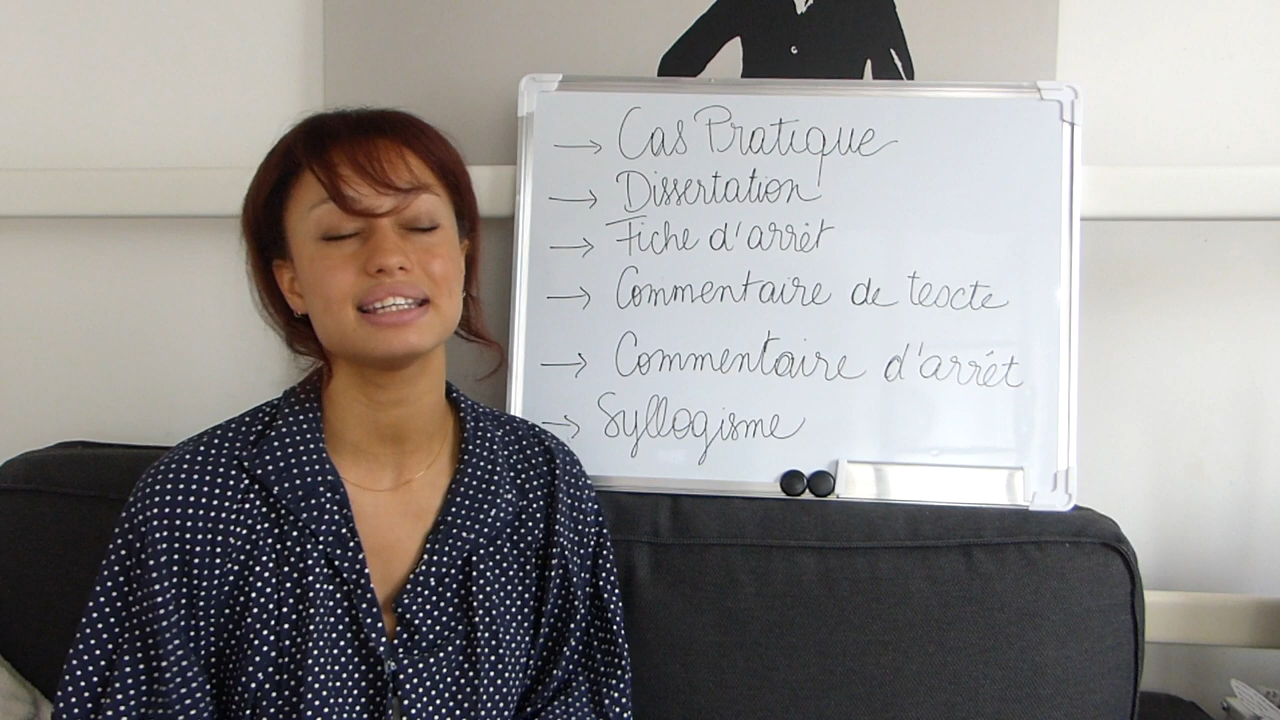 → Cas Pratique
→ Dissertation
→ Fiche d'arrêt
→ Commentaire de texte
→ Commentaire d'arrêt
→ Syllogisme